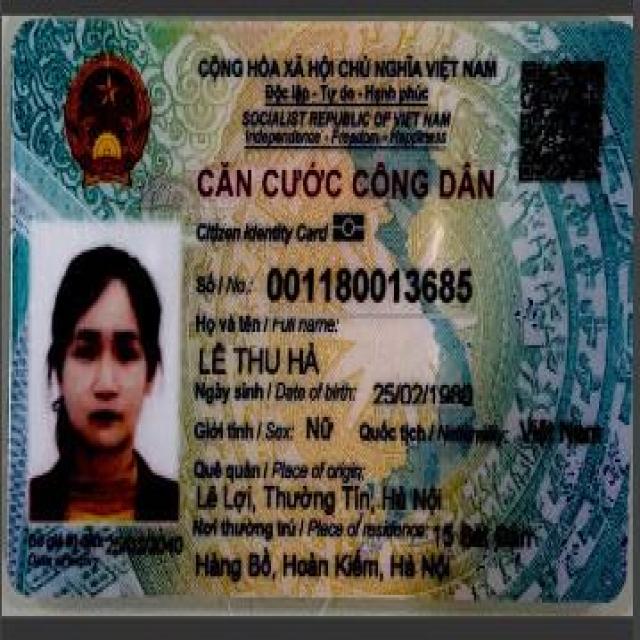 CỘNG HÒA XÃ HỘI CHỦ NGHĨA VIỆT NAM
Độc lập - Tự do - Hạnh phúc
SOCIALIST REPUBLIC OF VIET NAM
Independence - Freedom - Happiness
CĂN CƯỚC CÔNG DÂN
Citizen Identity Card
Số / No.: 001180013685
Họ và tên / Full name:
LÊ THU HÀ
Ngày sinh / Date of birth: 25/02/1980
Giới tính / Sex: Nữ Quốc tịch / Nationality: Việt Nam
Quê quán / Place of origin:
Lê Lợi, Thường Tín, Hà Nội
Nơi thường trú / Place of residence: 15
Có giá trị đến: 25/02/2040
Date of expiry
Hàng Bồ, Hoàn Kiếm, Hà Nội